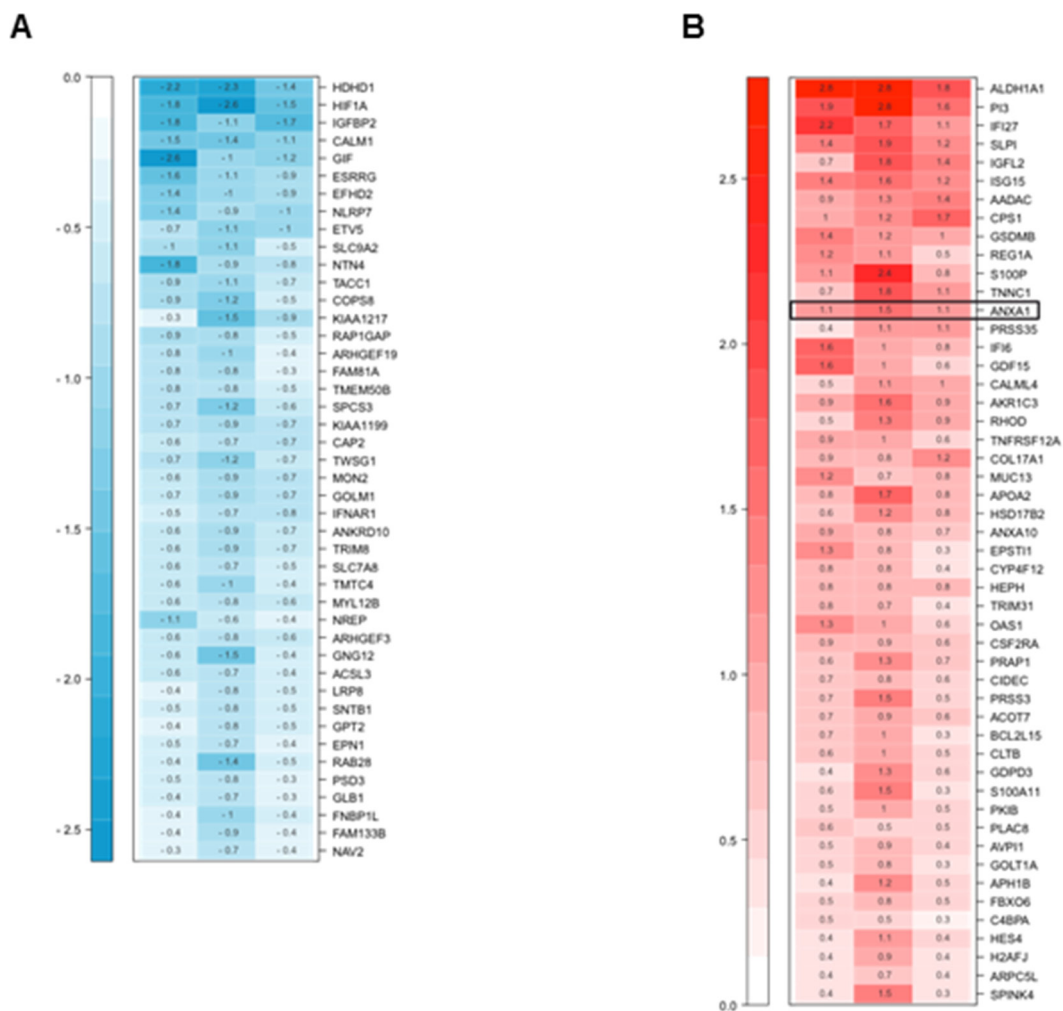 A
B
0.0
- 0.5
- 1.0
- 1.5
- 2.0
- 2.5
- 2.2 - 2.3 - 1.4 HDHD1
- 1.8 - 2.6 - 1.5 HIF1A
- 1.8 - 1.1 - 1.7 IGFBP2
- 1.5 - 1.4 - 1.1 CALM1
- 2.6 - 1 - 1.2 GIF
- 1.6 - 1.1 - 0.9 ESRRG
- 1.4 - 1 - 0.9 EFHD2
- 1.4 - 0.9 - 1 NLRP7
- 0.7 - 1.1 - 1 ETV5
- 1 - 1.1 - 0.5 SLC9A2
- 1.8 - 0.9 - 0.8 NTN4
- 0.9 - 1.1 - 0.7 TACC1
- 0.9 - 1.2 - 0.5 COPS8
- 0.3 - 1.5 - 0.9 KIAA1217
- 0.9 - 0.8 - 0.5 RAP1GAP
- 0.8 - 1 - 0.4 ARHGEF19
- 0.8 - 0.8 - 0.3 FAM81A
- 0.8 - 0.8 - 0.5 TMEM50B
- 0.7 - 1.2 - 0.6 SPCS3
- 0.7 - 0.9 - 0.7 KIAA1199
- 0.6 - 0.7 - 0.7 CAP2
- 0.7 - 1.2 - 0.7 TWSG1
- 0.6 - 0.9 - 0.7 MON2
- 0.7 - 0.9 - 0.7 GOLM1
- 0.5 - 0.7 - 0.8 IFNAR1
- 0.6 - 0.9 - 0.7 ANKRD10
- 0.6 - 0.9 - 0.7 TRIM8
- 0.6 - 0.7 - 0.5 SLC7A8
- 0.6 - 1 - 0.4 TMTC4
- 0.6 - 0.8 - 0.6 MYL12B
- 1.1 - 0.6 - 0.4 NREP
- 0.6 - 0.8 - 0.6 ARHGEF3
- 0.6 - 1.5 - 0.4 GNG12
- 0.6 - 0.7 - 0.4 ACSL3
- 0.4 - 0.8 - 0.5 LRP8
- 0.5 - 0.8 - 0.5 SNTB1
- 0.4 - 0.8 - 0.5 GPT2
- 0.5 - 0.7 - 0.4 EPN1
- 0.4 - 1.4 - 0.5 RAB28
- 0.5 - 0.8 - 0.3 PSD3
- 0.4 - 0.7 - 0.3 GLB1
- 0.4 - 1 - 0.4 FNBP1L
- 0.4 - 0.9 - 0.4 FAM133B
- 0.3 - 0.7 - 0.4 NAV2
2.5
2.0
1.5
1.0
0.5
0.0
2.8 2.8 1.8 ALDH1A1
1.9 2.8 1.6 PI3
2.2 1.7 1.1 IFI27
1.4 1.9 1.2 SLPI
0.7 1.8 1.4 IGFL2
1.4 1.6 1.2 ISG15
0.9 1.3 1.4 AADAC
1 1.2 1.7 CPS1
1.4 1.2 1 GSDMB
1.2 1.1 0.5 REG1A
1.1 2.4 0.8 S100P
0.7 1.8 1.1 TNNC1
1.1 1.5 1.1 ANXA1
0.4 1.1 1.1 PRSS35
1.6 1 0.8 IFI6
1.6 1 0.6 GDF15
0.5 1.1 1 CALML4
0.9 1.6 0.9 AKR1C3
0.5 1.3 0.9 RHOD
0.9 1 0.6 TNFRSF12A
0.9 0.8 1.2 COL17A1
1.2 0.7 0.8 MUC13
0.8 1.7 0.8 APOA2
0.6 1.2 0.8 HSD17B2
0.9 0.8 0.7 ANXA10
1.3 0.8 0.3 EPSTI1
0.8 0.8 0.4 CYP4F12
0.8 0.8 0.8 HEPH
0.8 0.7 0.4 TRIM31
1.3 1 0.6 OAS1
0.9 0.9 0.6 CSF2RA
0.6 1.3 0.7 PRAP1
0.7 0.8 0.6 CIDEC
0.7 1.5 0.5 PRSS3
0.7 0.9 0.6 ACOT7
0.7 1 0.3 BCL2L15
0.6 1 0.5 CLTB
0.4 1.3 0.6 GDPD3
0.6 1.5 0.3 S100A11
0.5 1 0.5 PKIB
0.6 0.5 0.5 PLAC8
0.5 0.9 0.4 AVPI1
0.5 0.8 0.3 GOLT1A
0.4 1.2 0.5 APH1B
0.5 0.8 0.5 FBXO6
0.5 0.5 0.3 C4BPA
0.4 1.1 0.4 HES4
0.4 0.9 0.4 H2AFJ
0.4 0.7 0.4 ARPC5L
0.4 1.5 0.3 SPINK4